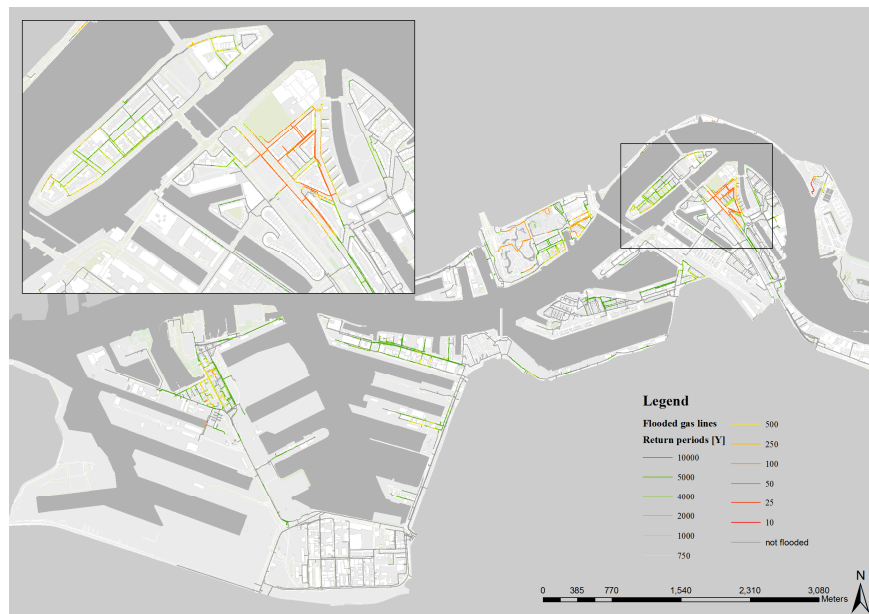 Legend
Flooded gas lines
Return periods [Y]
10000
5000
4000
2000
1000
750
500
250
100
50
25
10
not flooded
N
0 385 770 1,540 2,310 3,080
Meters